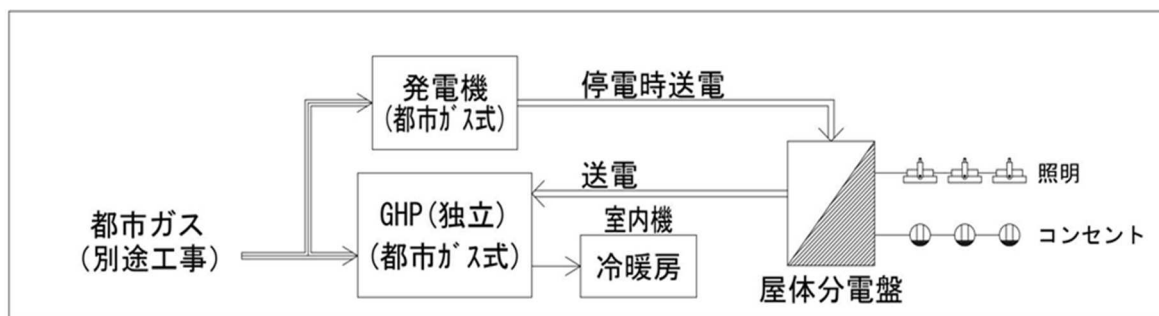 発電機
(都市ｶﾞｽ式)
停電時送電
送電
GHP(独立)
(都市ｶﾞｽ式)
室内機
冷暖房
都市ガス
(別途工事)
照明
コンセント
屋体分電盤